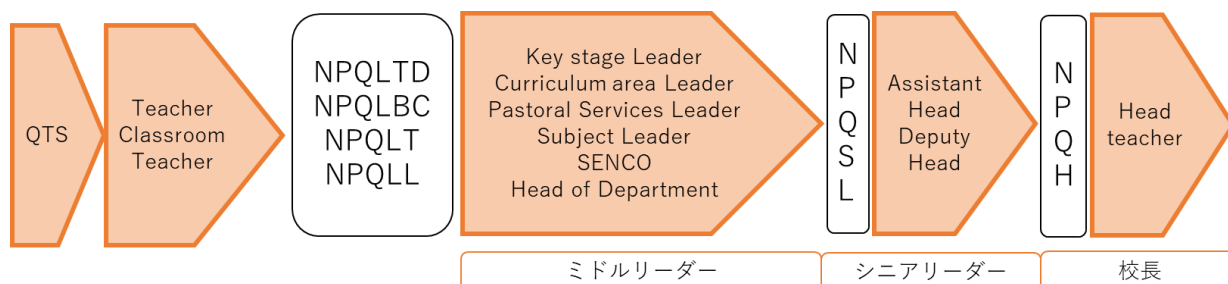 QTS
Teacher
Classroom
Teacher
NPQLTD
NPQLBC
NPQLT
NPQLL
Key stage Leader
Curriculum area Leader
Pastoral Services Leader
Subject Leader
SENCO
Head of Department
NPQSL
Assistant
Head
Deputy
Head
NPQH
Head
teacher
ミドルリーダー
シニアリーダー
校長